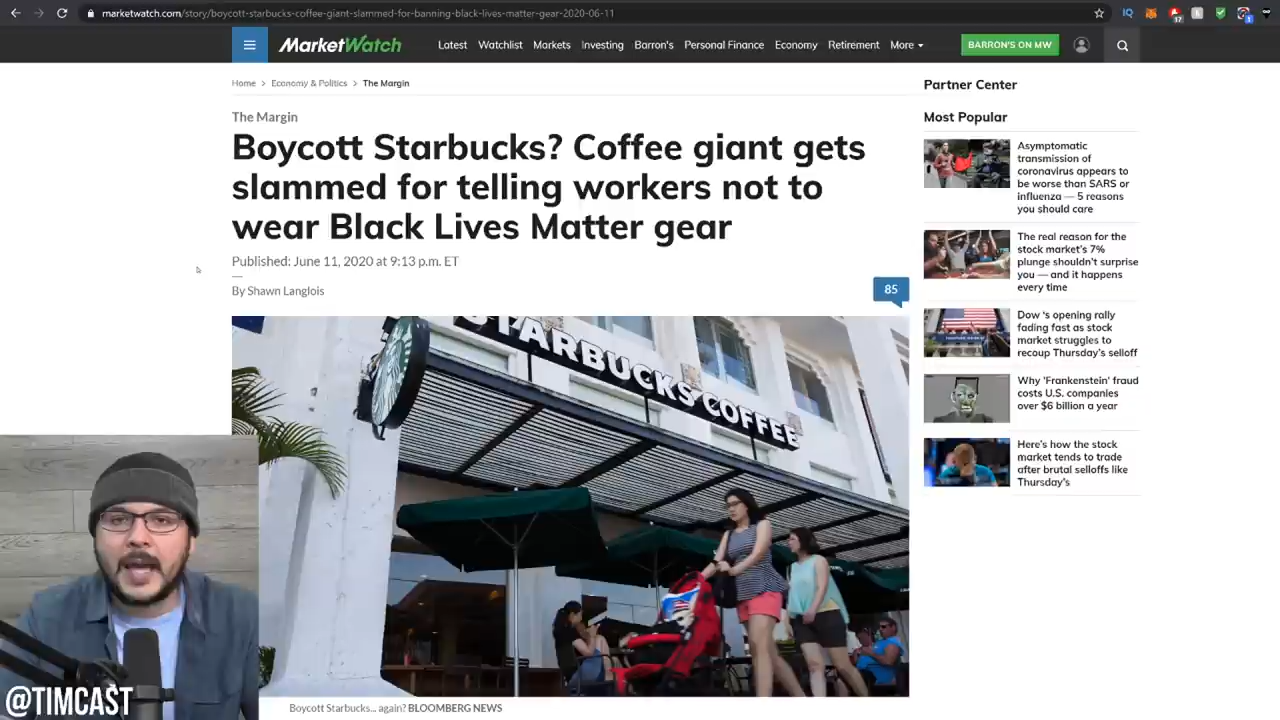 marketwatch.com/story/boycott-starbucks-coffee-giant-slammed-for-banning-black-lives-matter-gear-2020-06-11
17
MarketWatch
Latest Watchlist Markets Investing Barron's Personal Finance Economy Retirement More
BARRON'S ON MW
Home > Economy & Politics > The Margin
The Margin
Boycott Starbucks? Coffee giant gets
slammed for telling workers not to
wear Black Lives Matter gear
Published: June 11, 2020 at 9:13 p.m. ET
By Shawn Langlois
85
STARBUCKS COFFEE
Boycott Starbucks... again? BLOOMBERG NEWS
Partner Center
Most Popular
Asymptomatic
transmission of
coronavirus appears to
be worse than SARS or
influenza — 5 reasons
you should care
The real reason for the
stock market's 7%
plunge shouldn't surprise
you — and it happens
every time
Dow 's opening rally
fading fast as stock
market struggles to
recoup Thursday's selloff
Why 'Frankenstein' fraud
costs U.S. companies
over $6 billion a year
Here's how the stock
market tends to trade
after brutal selloffs like
Thursday's
@TIMCAST